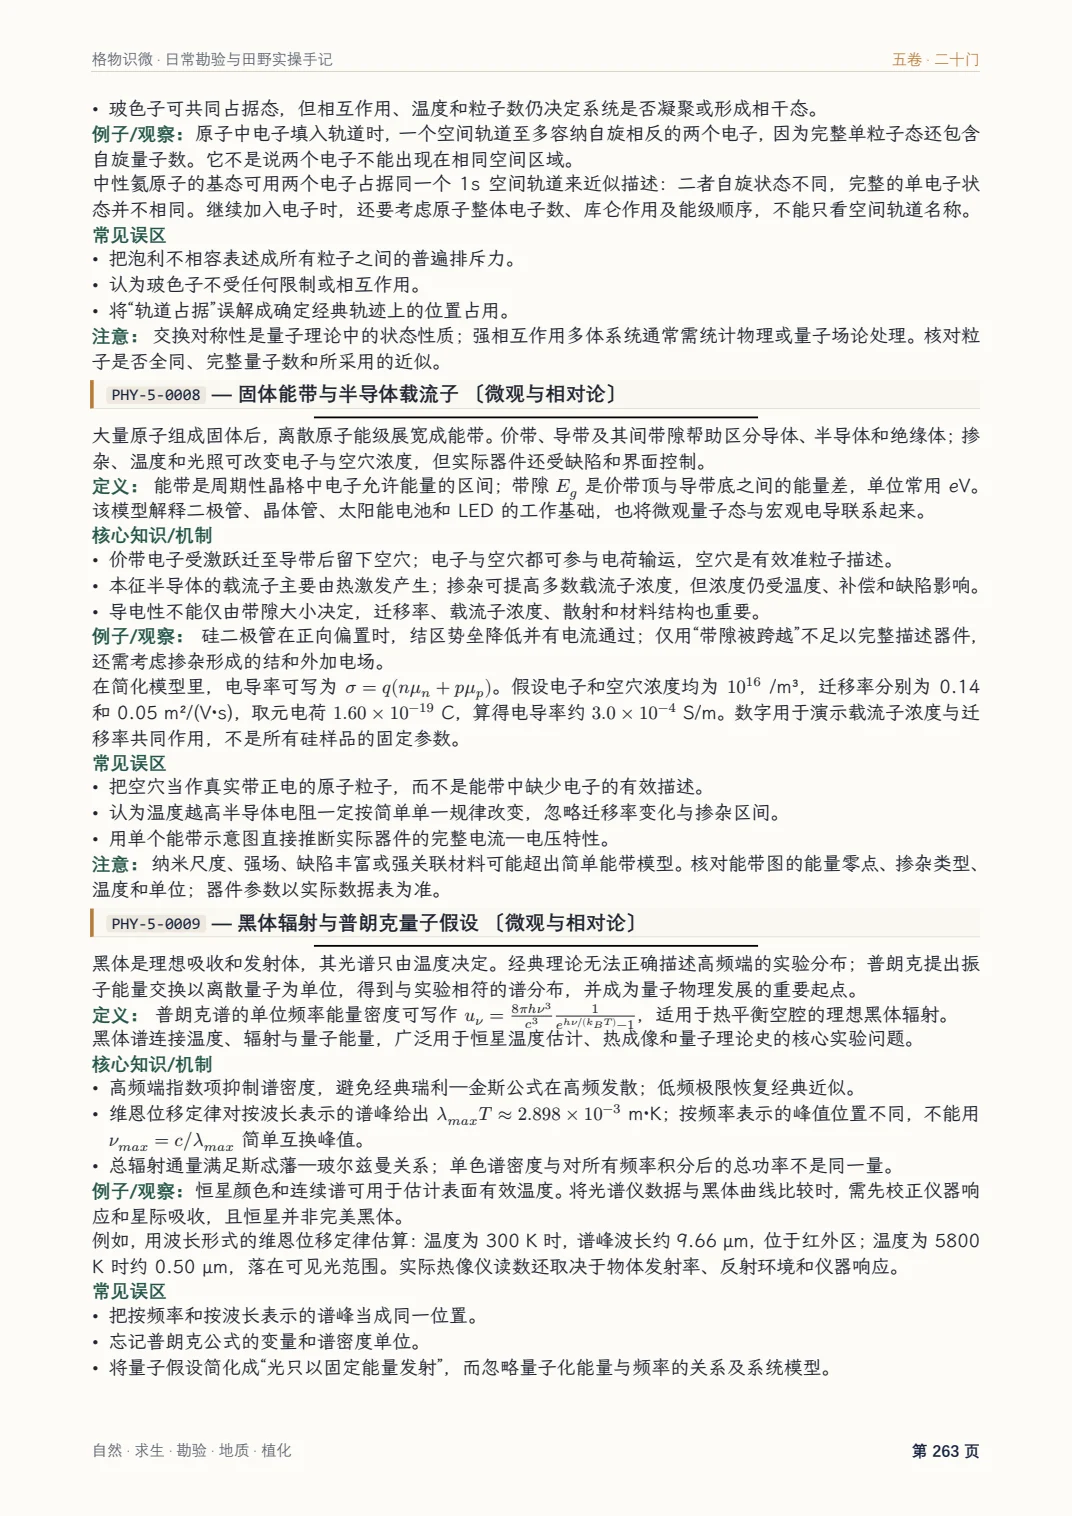 格物识微 · 日常勘验与田野实操手记
五卷 · 二十门
• 玻色子可共同占据态，但相互作用、温度和粒子数仍决定系统是否凝聚或形成相干态。
例子/观察：原子中电子填入轨道时，一个空间轨道至多容纳自旋相反的两个电子，因为完整单粒子态还包含
自旋量子数。它不是说两个电子不能出现在相同空间区域。
中性氦原子的基态可用两个电子占据同一个 1s 空间轨道来近似描述：二者自旋状态不同，完整的单电子状
态并不相同。继续加入电子时，还要考虑原子整体电子数、库仑作用及能级顺序，不能只看空间轨道名称。
常见误区
• 把泡利不相容表述成所有粒子之间的普遍排斥力。
• 认为玻色子不受任何限制或相互作用。
• 将“轨道占据”误解成确定经典轨迹上的位置占用。
注意：交换对称性是量子理论中的状态性质；强相互作用多体系统通常需统计物理或量子场论处理。核对粒
子是否全同、完整量子数和所采用的近似。
PHY-5-0008 — 固体能带与半导体载流子 〔微观与相对论〕
大量原子组成固体后，离散原子能级展宽成能带。价带、导带及其间带隙帮助区分导体、半导体和绝缘体；掺
杂、温度和光照可改变电子与空穴浓度，但实际器件还受缺陷和界面控制。
定义：能带是周期性晶格中电子允许能量的区间；带隙 $E_g$ 是价带顶与导带底之间的能量差，单位常用 eV。
该模型解释二极管、晶体管、太阳能电池和 LED 的工作基础，也将微观量子态与宏观电导联系起来。
核心知识/机制
• 价带电子受激跃迁至导带后留下空穴；电子与空穴都可参与电荷输运，空穴是有效准粒子描述。
• 本征半导体的载流子主要由热激发产生；掺杂可提高多数载流子浓度，但浓度仍受温度、补偿和缺陷影响。
• 导电性不能仅由带隙大小决定，迁移率、载流子浓度、散射和材料结构也重要。
例子/观察：硅二极管在正向偏置时，结区势垒降低并有电流通过；仅用“带隙被跨越”不足以完整描述器件，
还需考虑掺杂形成的结和外加电场。
在简化模型里，电导率可写为 $\sigma = q(n\mu_n + p\mu_p)$。假设电子和空穴浓度均为 $10^{16}$ /m³，迁移率分别为 0.14
和 0.05 m²/(V•s)，取元电荷 $1.60 \times 10^{-19}$ C，算得电导率约 $3.0 \times 10^{-4}$ S/m。数字用于演示载流子浓度与迁
移率共同作用，不是所有硅样品的固定参数。
常见误区
• 把空穴当作真实带正电的原子粒子，而不是能带中缺少电子的有效描述。
• 认为温度越高半导体电阻一定按简单单一规律改变，忽略迁移率变化与掺杂区间。
• 用单个能带示意图直接推断实际器件的完整电流—电压特性。
注意：纳米尺度、强场、缺陷丰富或强关联材料可能超出简单能带模型。核对能带图的能量零点、掺杂类型、
温度和单位；器件参数以实际数据表为准。
PHY-5-0009 — 黑体辐射与普朗克量子假设 〔微观与相对论〕
黑体是理想吸收和发射体，其光谱只由温度决定。经典理论无法正确描述高频端的实验分布；普朗克提出振
子能量交换以离散量子为单位，得到与实验相符的谱分布，并成为量子物理发展的重要起点。
定义：普朗克谱的单位频率能量密度可写作 $u_\nu = \frac{8\pi h\nu^3}{c^3}\frac{1}{e^{h\nu/(k_BT)}-1}$，适用于热平衡空腔的理想黑体辐射。
黑体谱连接温度、辐射与量子能量，广泛用于恒星温度估计、热成像和量子理论史的核心实验问题。
核心知识/机制
• 高频端指数项抑制谱密度，避免经典瑞利—金斯公式在高频发散；低频极限恢复经典近似。
• 维恩位移定律对按波长表示的谱峰给出 $\lambda_{max}T \approx 2.898 \times 10^{-3}$ m•K；按频率表示的峰值位置不同，不能用
$\nu_{max} = c/\lambda_{max}$ 简单互换峰值。
• 总辐射通量满足斯忒藩—玻尔兹曼关系；单色谱密度与对所有频率积分后的总功率不是同一量。
例子/观察：恒星颜色和连续谱可用于估计表面有效温度。将光谱仪数据与黑体曲线比较时，需先校正仪器响
应和星际吸收，且恒星并非完美黑体。
例如，用波长形式的维恩位移定律估算：温度为 300 K 时，谱峰波长约 9.66 μm，位于红外区；温度为 5800
K 时约 0.50 μm，落在可见光范围。实际热像仪读数还取决于物体发射率、反射环境和仪器响应。
常见误区
• 把按频率和按波长表示的谱峰当成同一位置。
• 忘记普朗克公式的变量和谱密度单位。
• 将量子假设简化成“光只以固定能量发射”，而忽略量子化能量与频率的关系及系统模型。
自然 · 求生 · 勘验 · 地质 · 植化
第 263 页